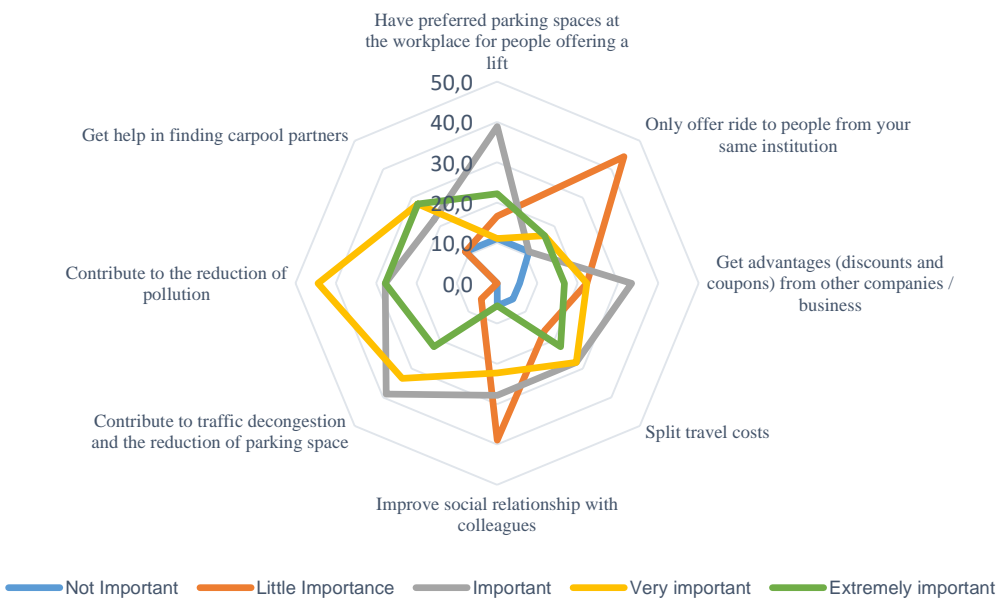 Have preferred parking spaces at
the workplace for people offering a
lift
50,0
40,0
30,0
20,0
10,0
0,0
Only offer ride to people from your
same institution
Get advantages (discounts and
coupons) from other companies /
business
Split travel costs
Improve social relationship with
colleagues
Contribute to traffic decongestion
and the reduction of parking space
Contribute to the reduction of
pollution
Get help in finding carpool partners
Not Important
Little Importance
Important
Very important
Extremely important